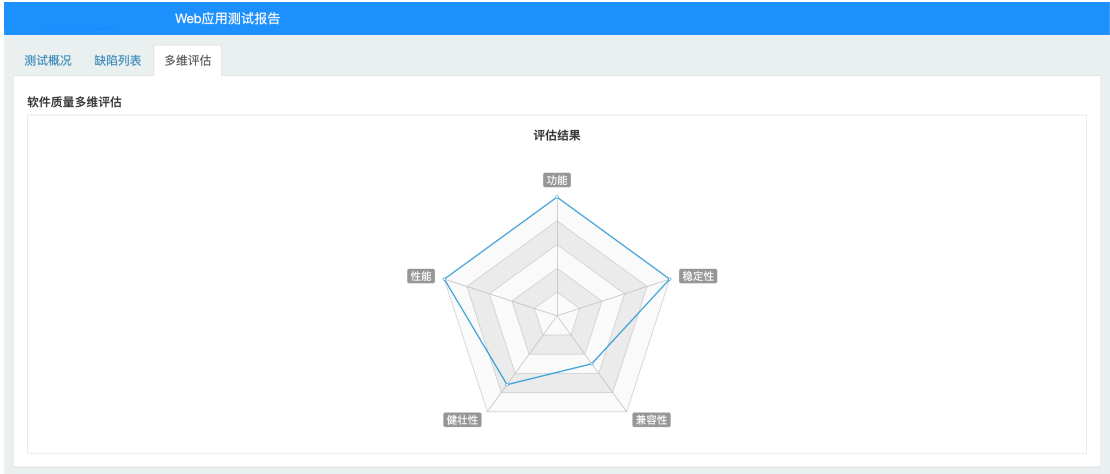 Web应用测试报告
测试概况 缺陷列表 多维评估
软件质量多维评估
评估结果
功能
性能 稳定性
健壮性 兼容性